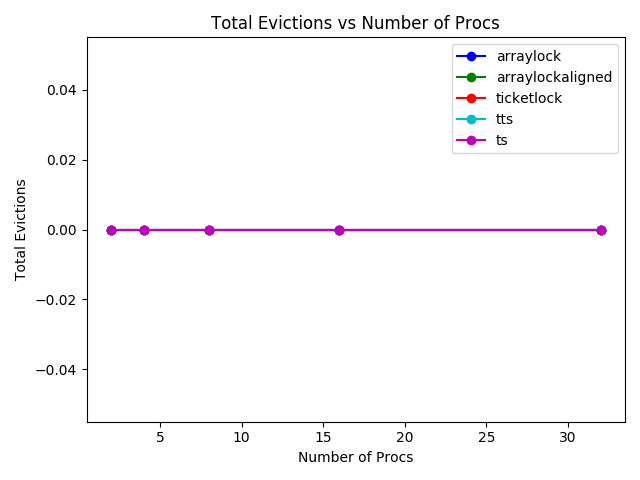 Total Evictions vs Number of Procs
arraylock
arraylockaligned
ticketlock
tts
ts
0.04
0.02
0.00
−0.02
−0.04
Total Evictions
5
10
15
20
25
30
Number of Procs